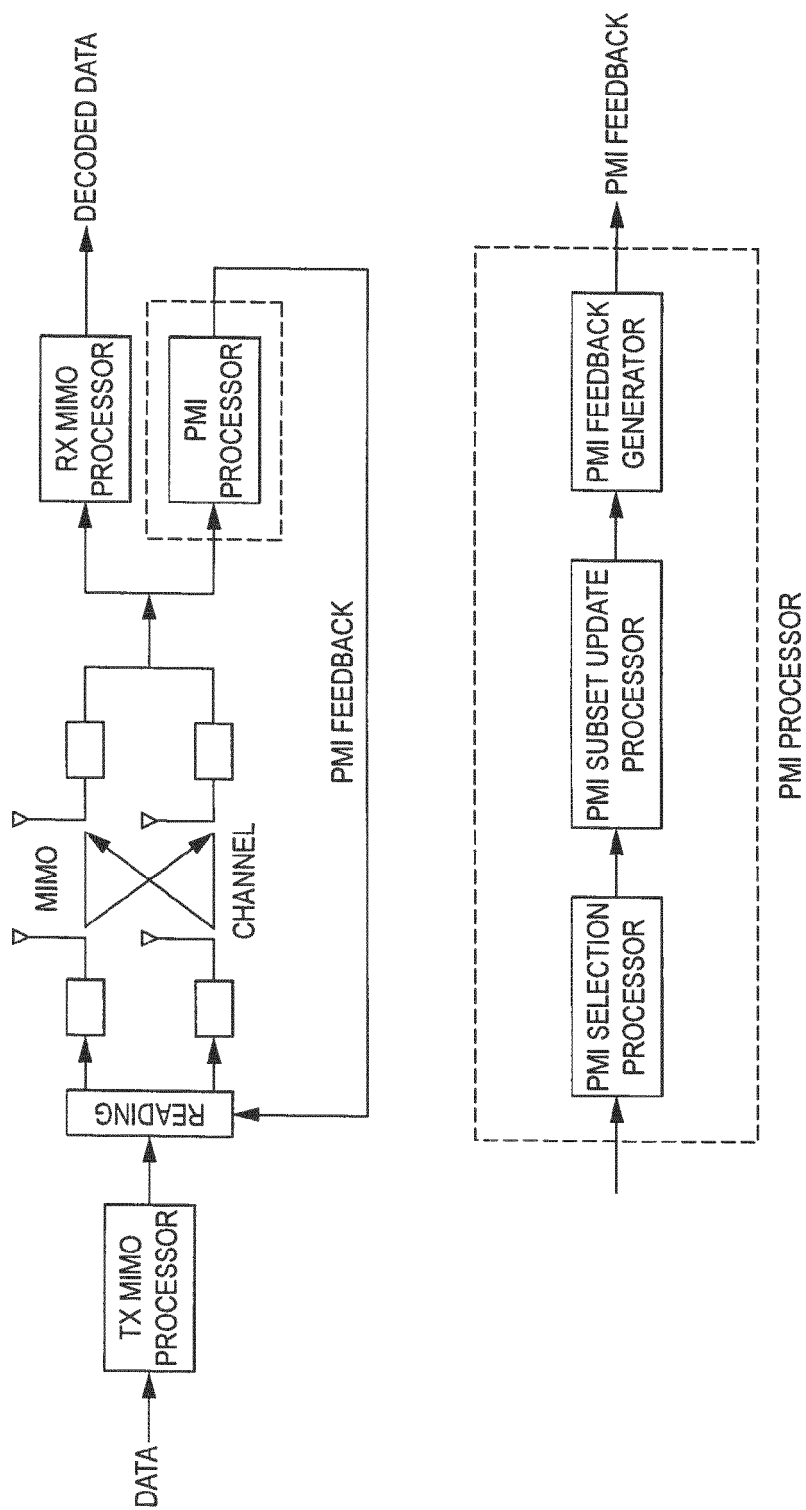 DATA
TX MIMO
PROCESSOR
READING
MIMO
CHANNEL
RX MIMO
PROCESSOR
DECODED DATA
PMI
PROCESSOR
PMI FEEDBACK
PMI SELECTION
PROCESSOR
PMI SUBSET UPDATE
PROCESSOR
PMI FEEDBACK
GENERATOR
PMI FEEDBACK
PMI PROCESSOR